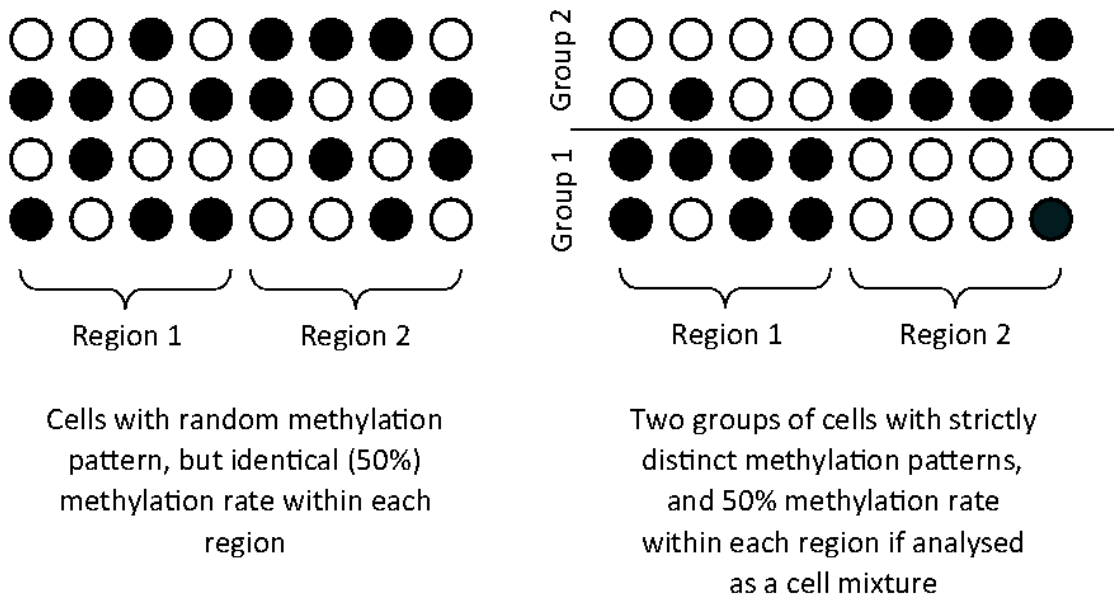 Group 2
Group 1
Region 1
Region 2
Region 1
Region 2
Cells with random methylation
pattern, but identical (50%)
methylation rate within each
region
Two groups of cells with strictly
distinct methylation patterns,
and 50% methylation rate
within each region if analysed
as a cell mixture